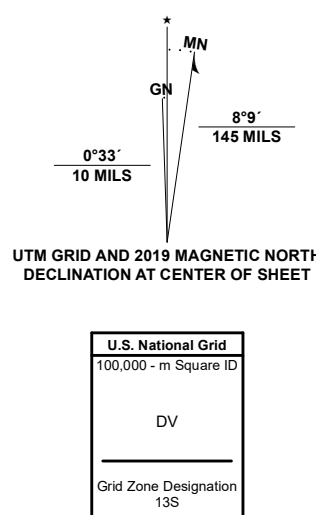 ★
MN
GN
8°9´
145 MILS
0°33´
10 MILS
UTM GRID AND 2019 MAGNETIC NORTH
DECLINATION AT CENTER OF SHEET
U.S. National Grid
100,000 - m Square ID
DV
Grid Zone Designation
13S